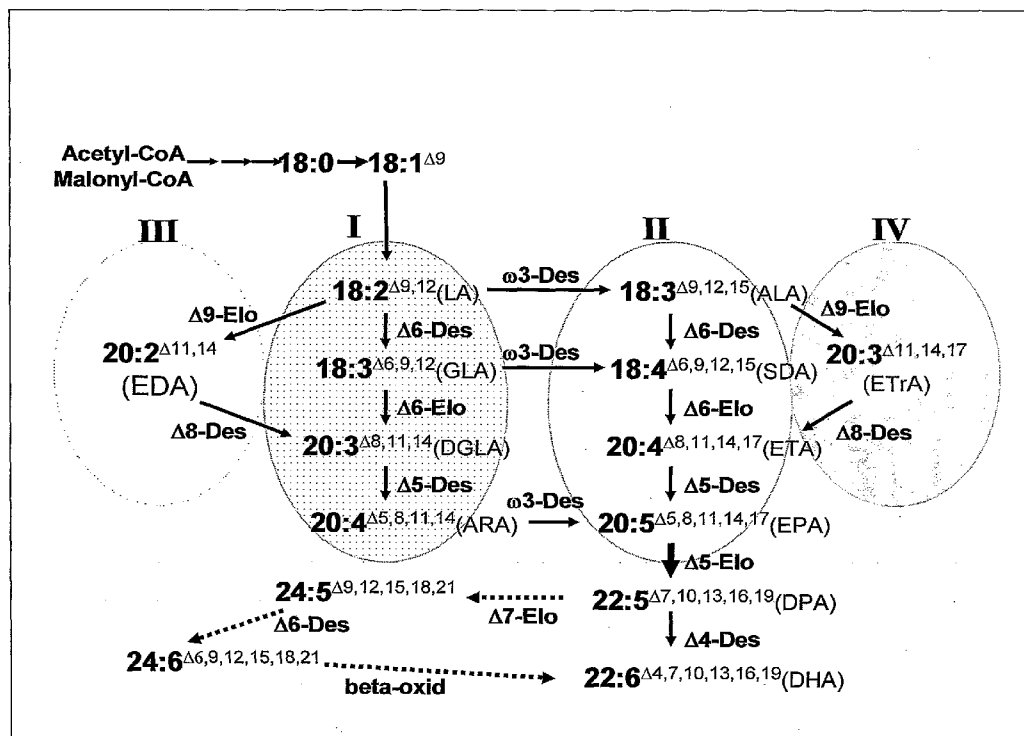 Acetyl-CoA
Malonyl-CoA
18:0
18:1Δ9
III
I
II
IV
18:2Δ9,12(LA)
ω3-Des
18:3Δ9,12,15(ALA)
Δ9-Elo
Δ6-Des
Δ6-Des
Δ9-Elo
20:2Δ11,14
(EDA)
18:3Δ6,9,12(GLA)
ω3-Des
18:4Δ6,9,12,15(SDA)
20:3Δ11,14,17
(ETrA)
Δ6-Elo
Δ6-Elo
Δ8-Des
20:3Δ8,11,14(DGLA)
20:4Δ8,11,14,17(ETA)
Δ8-Des
Δ5-Des
ω3-Des
Δ5-Des
20:4Δ5,8,11,14(ARA)
20:5Δ5,8,11,14,17(EPA)
Δ5-Elo
24:5Δ9,12,15,18,21
Δ7-Elo
22:5Δ7,10,13,16,19(DPA)
Δ6-Des
Δ4-Des
24:6Δ6,9,12,15,18,21
beta-oxid
22:6Δ4,7,10,13,16,19(DHA)